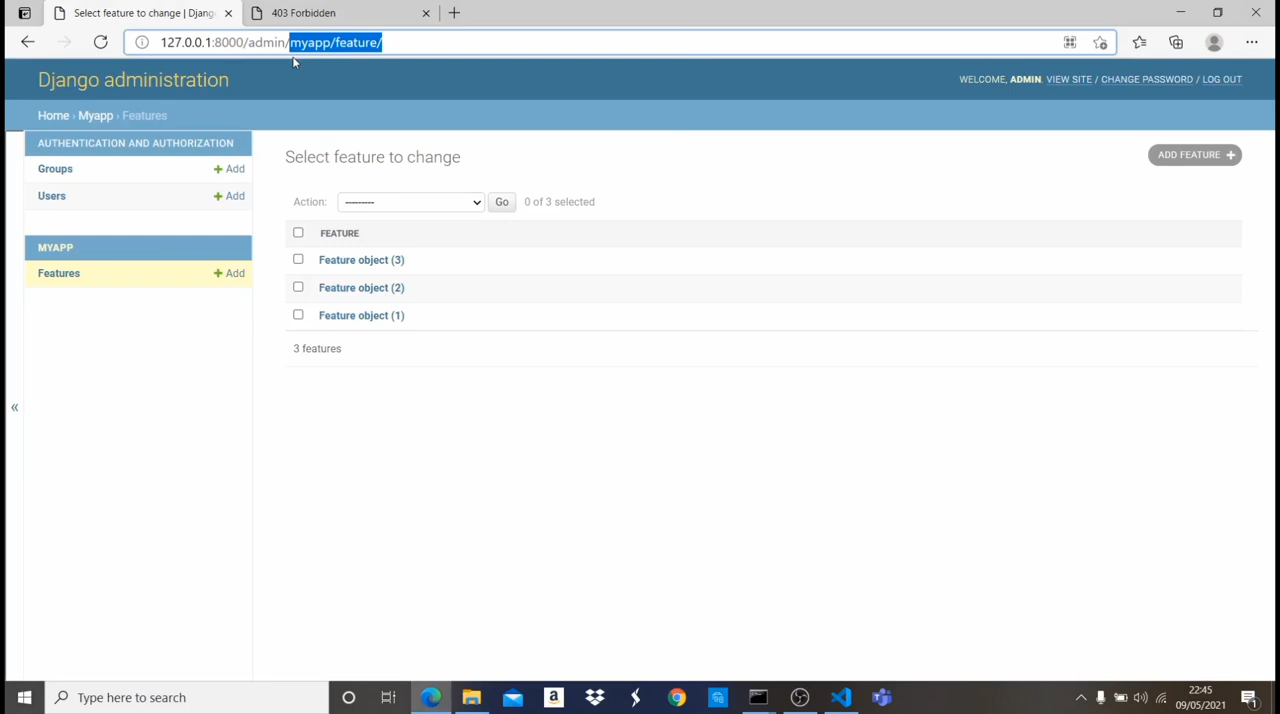 Select feature to change | Djang
403 Forbidden
127.0.0.1:8000/admin/myapp/feature/
Django administration
WELCOME, ADMIN. VIEW SITE / CHANGE PASSWORD / LOG OUT
Home › Myapp › Features
AUTHENTICATION AND AUTHORIZATION
Groups + Add
Users + Add
MYAPP
Features + Add
«
Select feature to change
ADD FEATURE +
Action: --------- Go 0 of 3 selected
FEATURE
Feature object (3)
Feature object (2)
Feature object (1)
3 features
Type here to search
22:45
09/05/2021
1